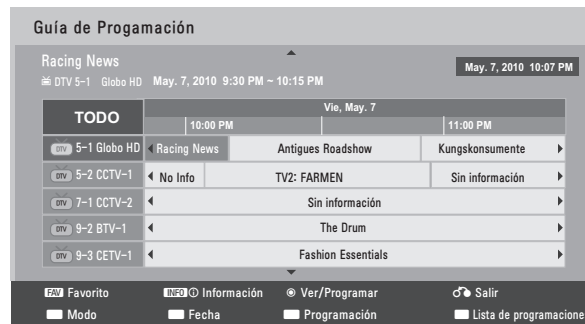 Guía de Progamación
Racing News
DTV 5-1 Globo HD May. 7, 2010 9:30 PM ~ 10:15 PM
May. 7, 2010 10:07 PM
TODO
Vie, May. 7
10:00 PM 11:00 PM
DTV 5-1 Globo HD Racing News Antigues Roadshow Kungskonsumente
DTV 5-2 CCTV-1 No Info TV2: FARMEN Sin información
DTV 7-1 CCTV-2 Sin información
DTV 9-2 BTV-1 The Drum
DTV 9-3 CETV-1 Fashion Essentials
FAV Favorito INFO Información Ver/Programar Salir
Modo Fecha Programación Lista de programacione